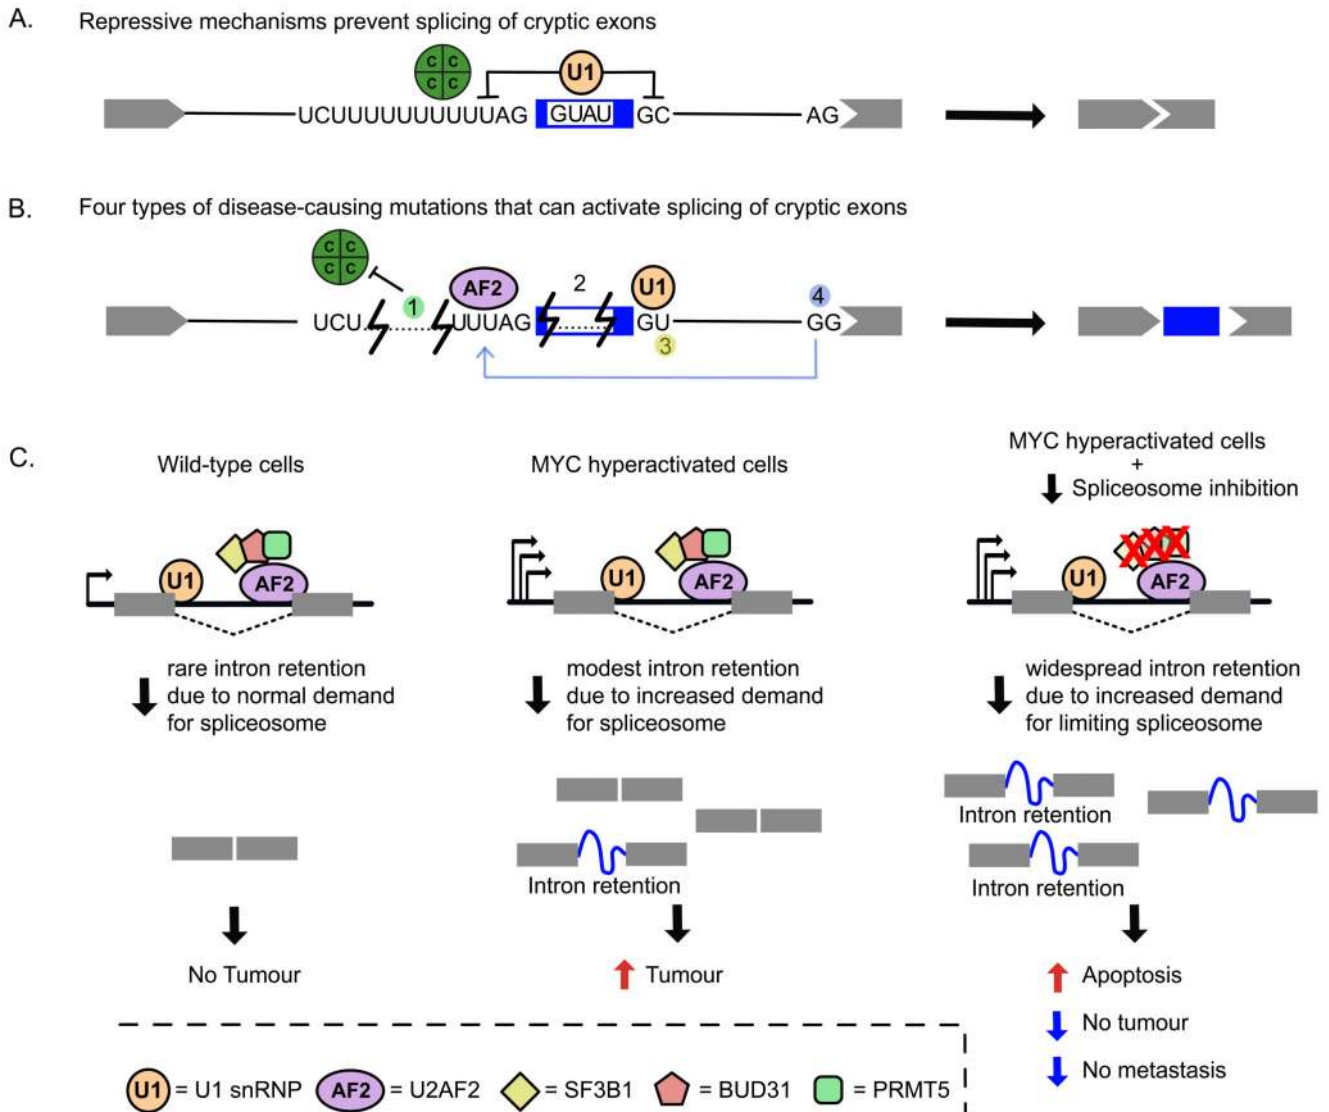 A. Repressive mechanisms prevent splicing of cryptic exons
C C
C C
U1
UCUUUUUUUUUUAG GUAU GC AG
B. Four types of disease-causing mutations that can activate splicing of cryptic exons
C C
C C
1 AF2 2 U1 4
UCU UUUAG GU GG
3
C.
Wild-type cells
U1 AF2
rare intron retention
due to normal demand
for spliceosome
No Tumour
MYC hyperactivated cells
U1 AF2
modest intron retention
due to increased demand
for spliceosome
Intron retention
Tumour
MYC hyperactivated cells
+
Spliceosome inhibition
U1 AF2
widespread intron retention
due to increased demand
for limiting spliceosome
Intron retention
Intron retention
Apoptosis
No tumour
No metastasis
U1 = U1 snRNP AF2 = U2AF2 = SF3B1 = BUD31 = PRMT5